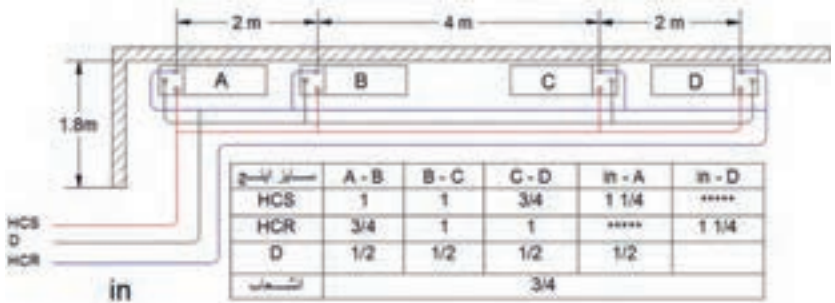 2 m 4 m 2 m
A B C D
1.8m
A - B B - C C - D in - A in - D
HCS 1 1 3/4 1 1/4 *****
HCR 3/4 1 1 ***** 1 1/4
D 1/2 1/2 1/2 1/2
3/4
HCS
D
HCR
in